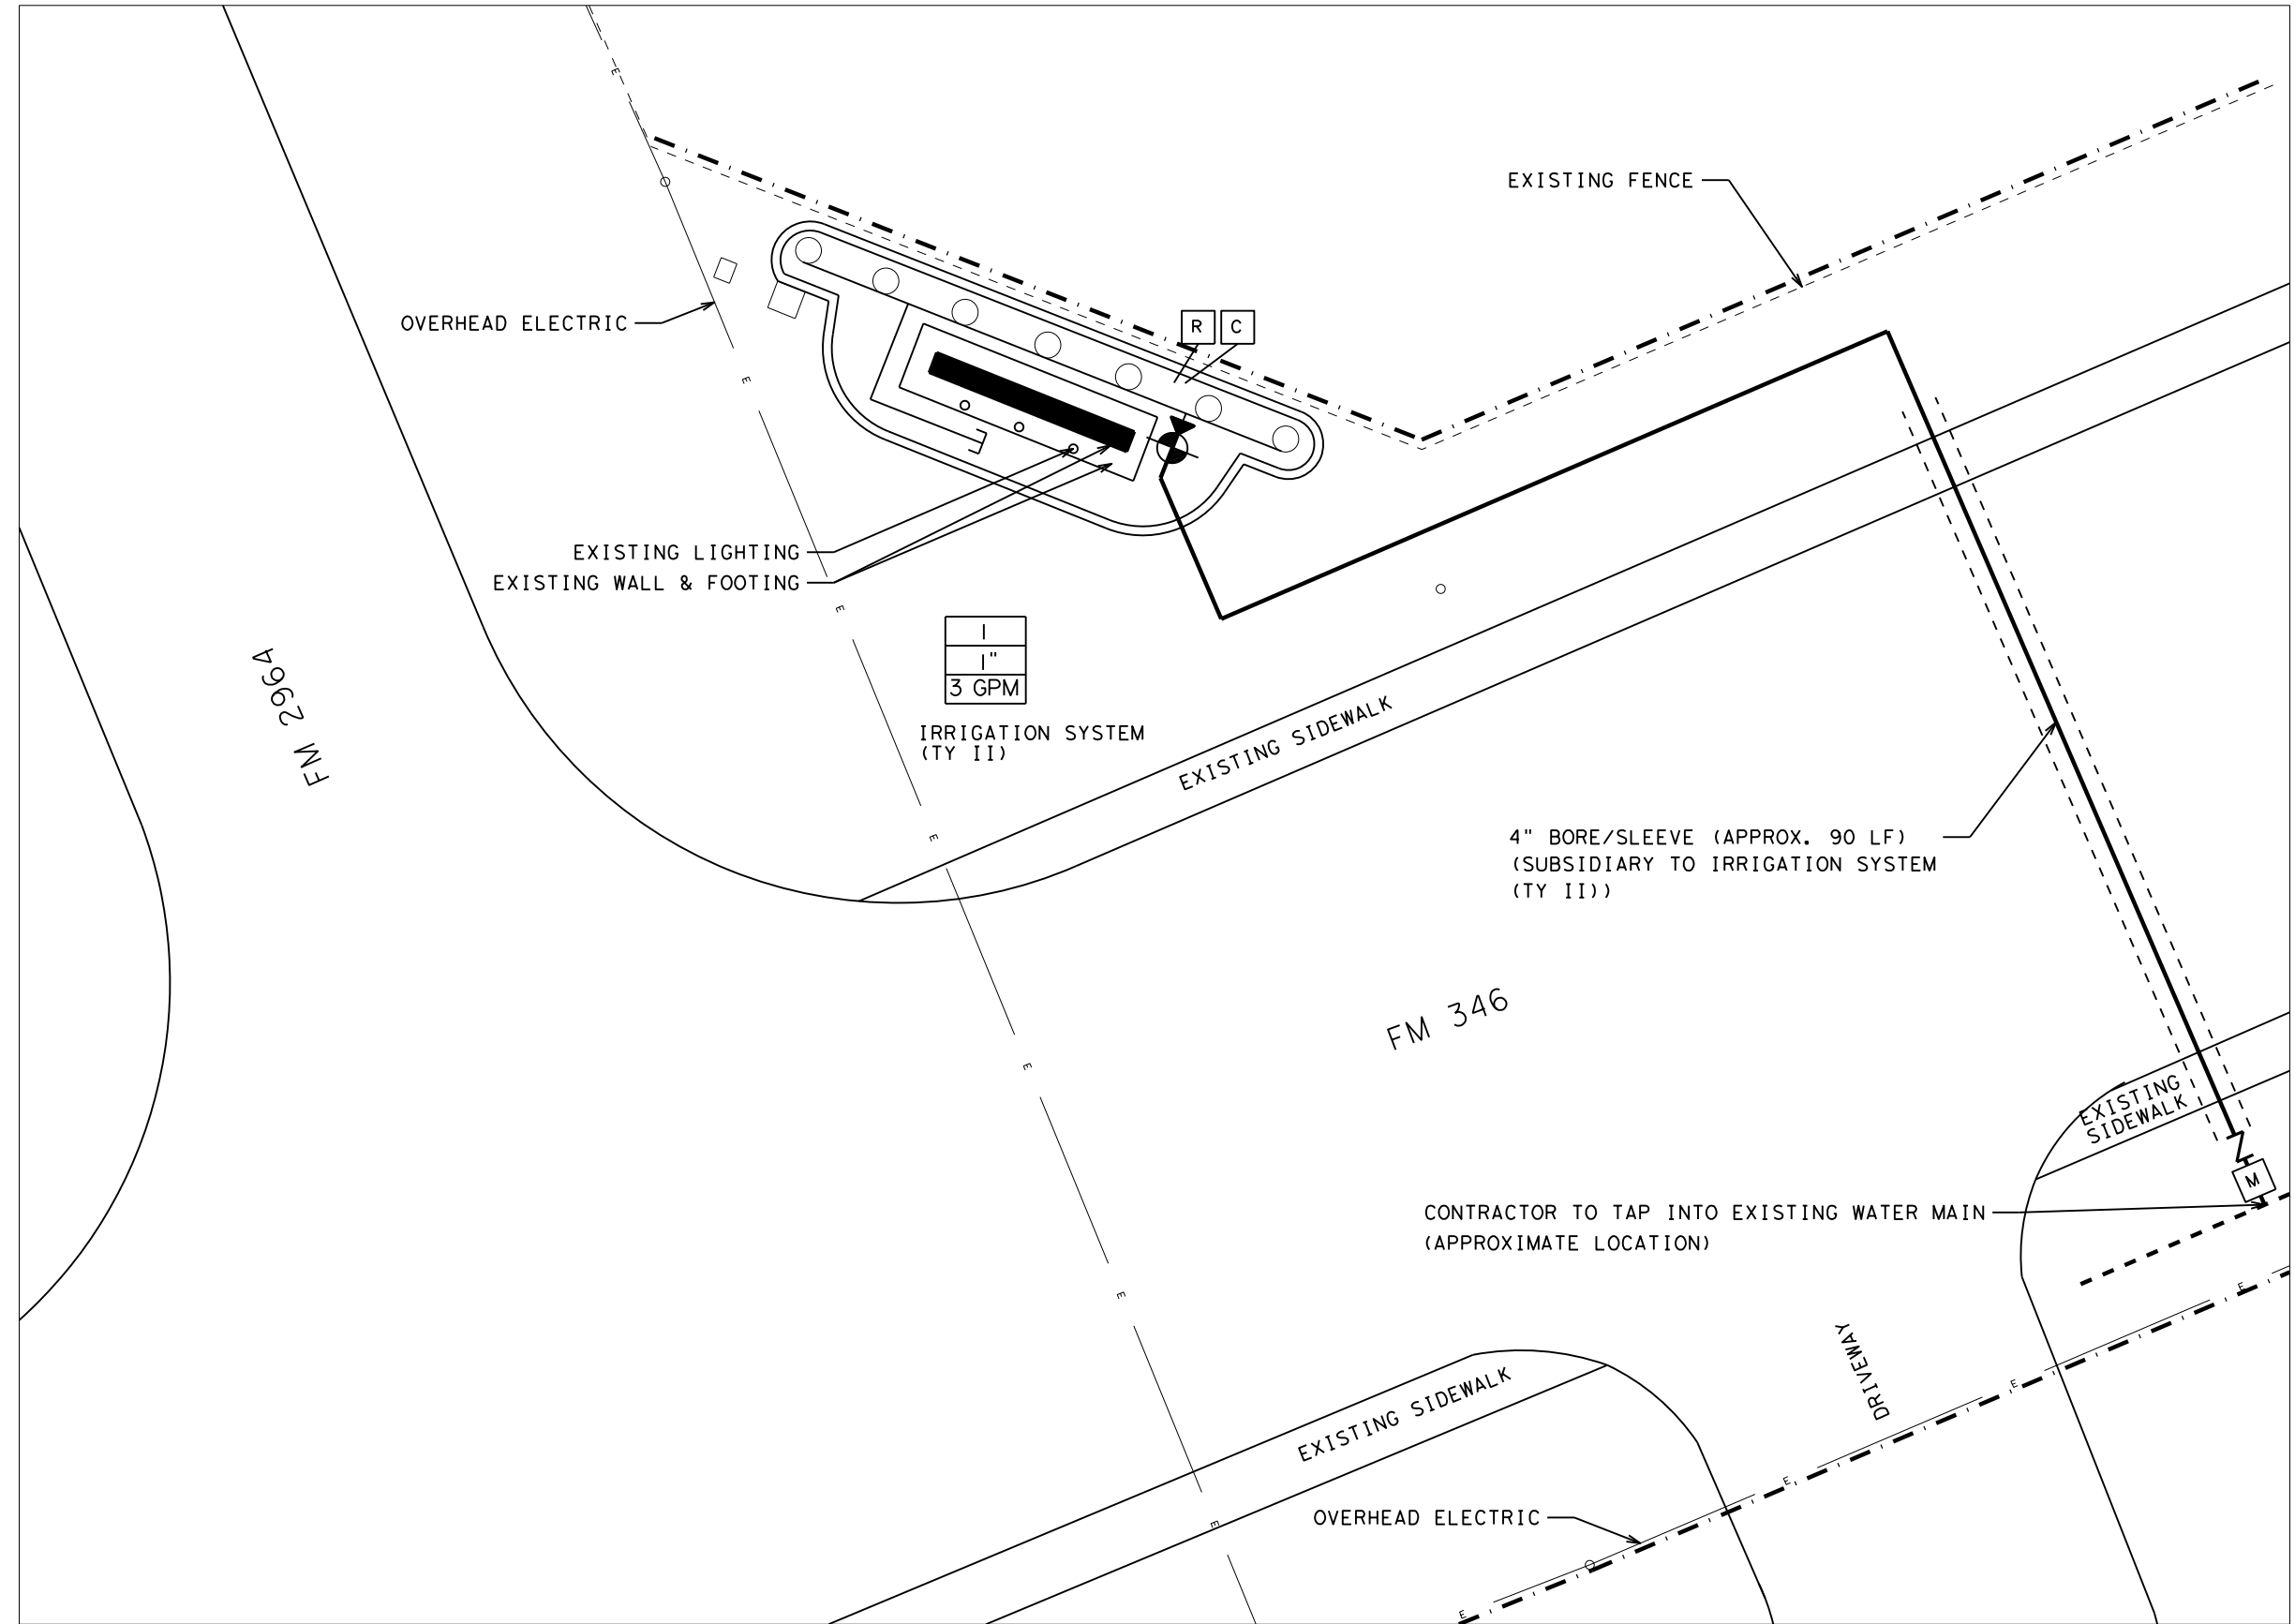 E
EXISTING FENCE
OVERHEAD ELECTRIC
R C
E
EXISTING LIGHTING
EXISTING WALL & FOOTING
E
1
1"
3 GPM
IRRIGATION SYSTEM
(TY II)
FM 2964
EXISTING SIDEWALK
E
4" BORE/SLEEVE (APPROX. 90 LF)
(SUBSIDIARY TO IRRIGATION SYSTEM
(TY II))
FM 346
E
EXISTING
SIDEWALK
M
CONTRACTOR TO TAP INTO EXISTING WATER MAIN
(APPROXIMATE LOCATION)
E
E
DRIVEWAY
E
EXISTING SIDEWALK
E
E
OVERHEAD ELECTRIC
E